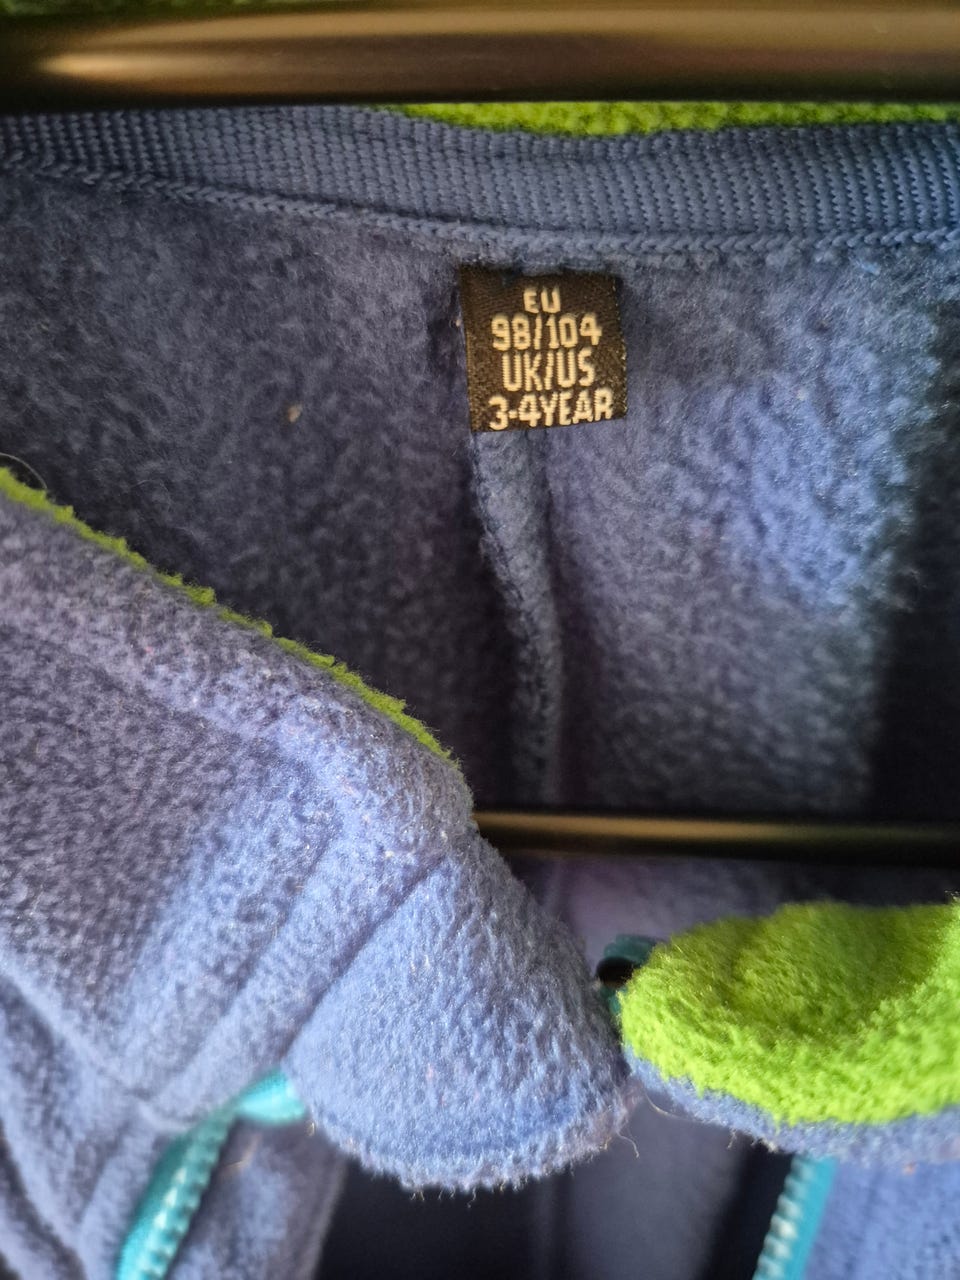 EU
98/104
UK/US
3-4YEAR